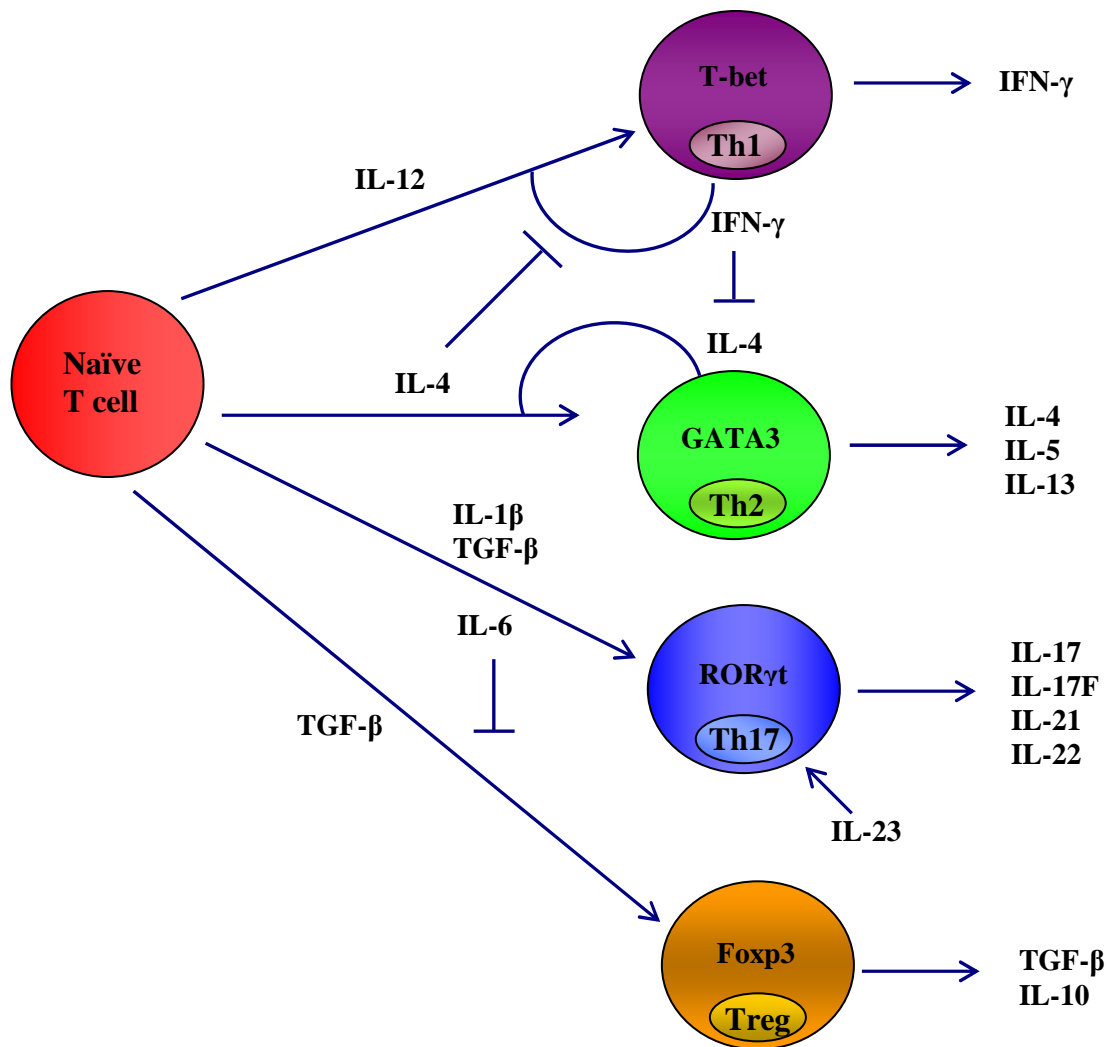 T-bet
Th1
IFN-γ
IL-12
IFN-γ
Naïve
T cell
IL-4
IL-4
GATA3
Th2
IL-4
IL-5
IL-13
IL-1β
TGF-β
IL-6
RORγt
Th17
IL-17
IL-17F
IL-21
IL-22
TGF-β
IL-23
Foxp3
Treg
TGF-β
IL-10